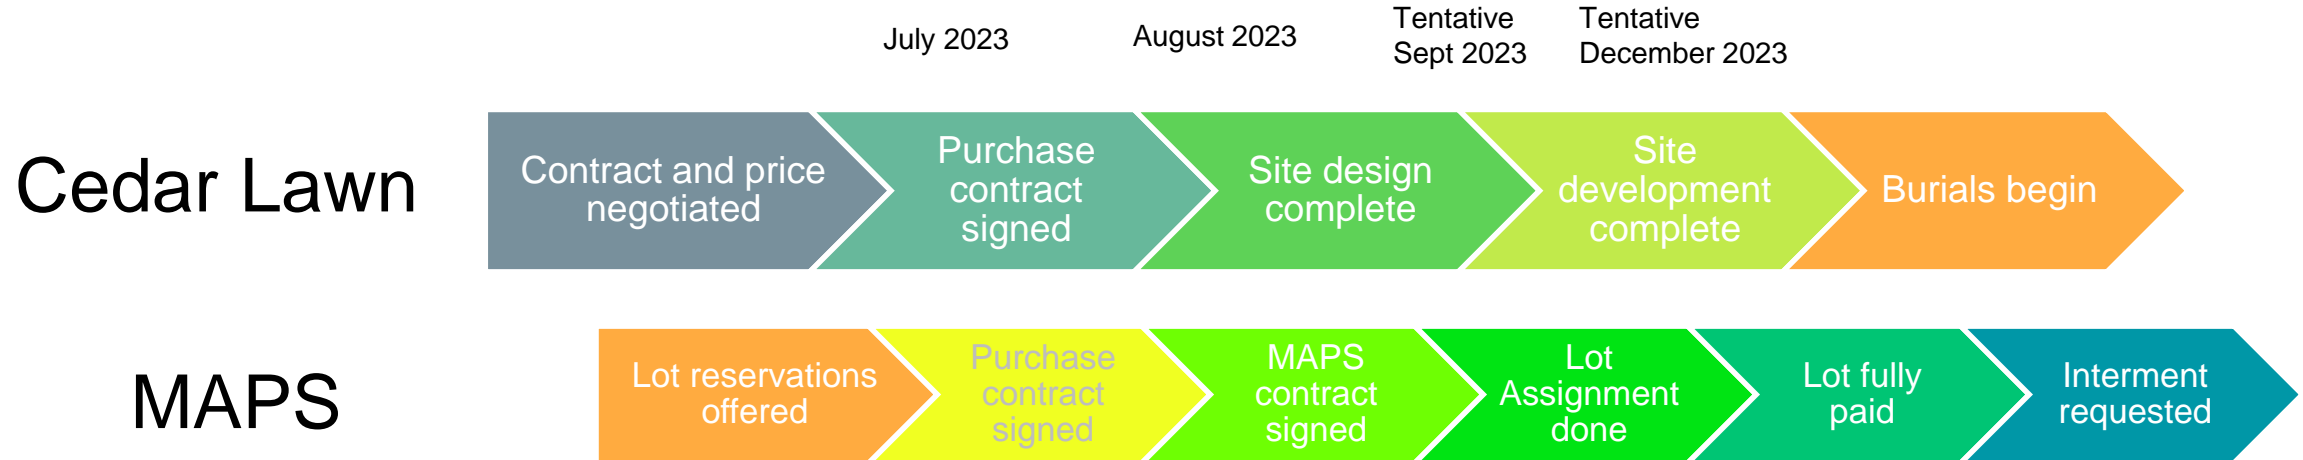 July 2023
August 2023
Tentative
Sept 2023
Tentative
December 2023
Cedar Lawn
Contract and price
negotiated
Purchase
contract
signed
Site design
complete
Site
development
complete
Burials begin
MAPS
Lot reservations
offered
Purchase
contract
signed
MAPS
contract
signed
Lot
Assignment
done
Lot fully
paid
Interment
requested